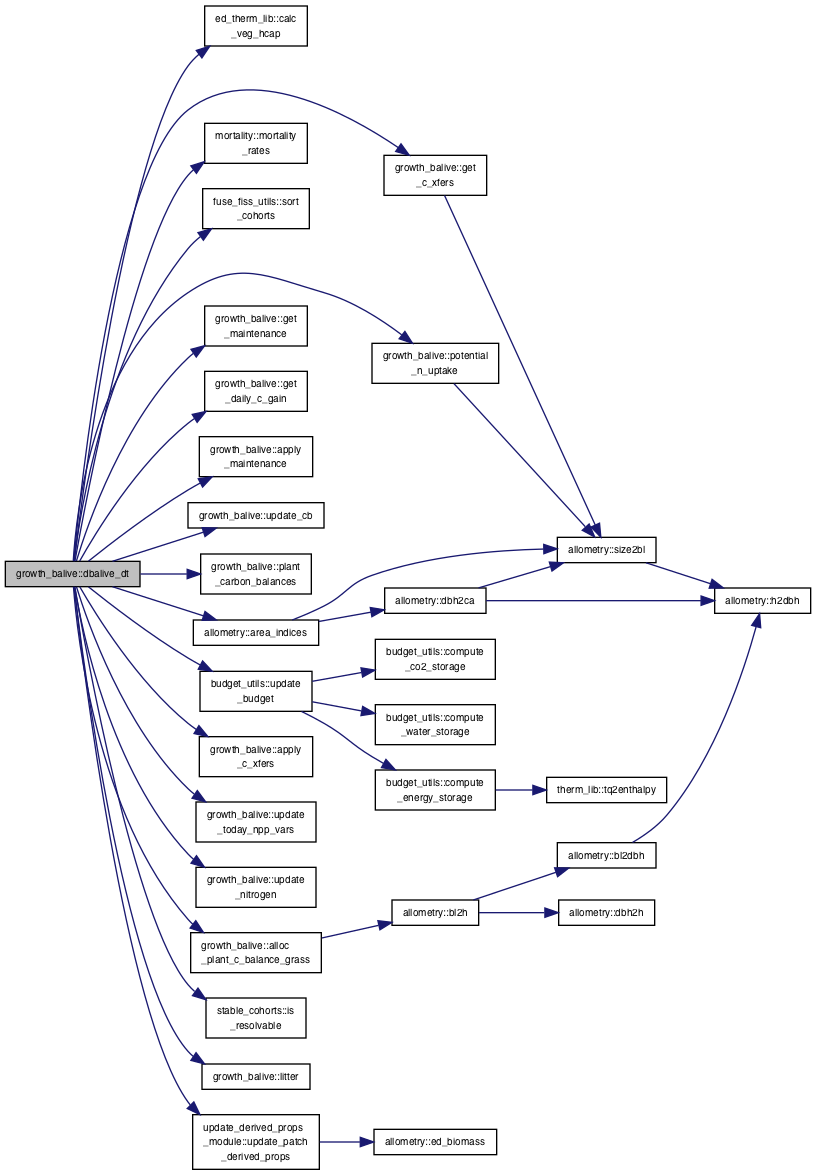 ed_therm_lib::calc
_veg_hcap
mortality::mortality
_rates
growth_balive::get
_c_xfers
fuse_fiss_utils::sort
_cohorts
growth_balive::get
_maintenance
growth_balive::potential
_n_uptake
growth_balive::get
_daily_c_gain
growth_balive::apply
_maintenance
growth_balive::update_cb
allometry::size2bl
growth_balive::dbalive_dt
growth_balive::plant
_carbon_balances
allometry::dbh2ca
allometry::h2dbh
allometry::area_indices
budget_utils::compute
_co2_storage
budget_utils::update
_budget
budget_utils::compute
_water_storage
growth_balive::apply
_c_xfers
budget_utils::compute
_energy_storage
therm_lib::tq2enthalpy
growth_balive::update
_today_npp_vars
allometry::bl2dbh
growth_balive::update
_nitrogen
allometry::bl2h
allometry::dbh2h
growth_balive::alloc
_plant_c_balance_grass
stable_cohorts::is
_resolvable
growth_balive::litter
update_derived_props
_module::update_patch
_derived_props
allometry::ed_biomass